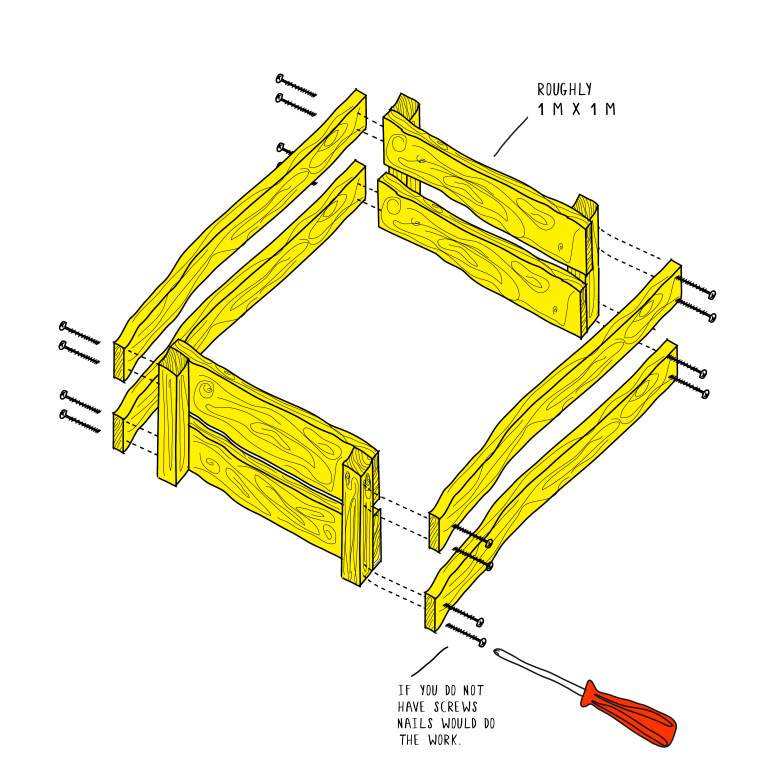 ROUGHLY
1 M X 1 M
IF YOU DO NOT
HAVE SCREWS
NAILS WOULD DO
THE WORK.